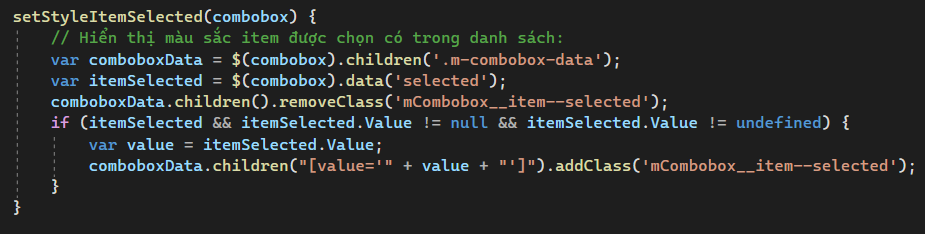 setStyleItemSelected(combobox) {
    // Hiển thị màu sắc item được chọn có trong danh sách:
    var comboboxData = $(combobox).children('.m-combobox-data');
    var itemSelected = $(combobox).data('selected');
    comboboxData.children().removeClass('mCombobox__item--selected');
    if (itemSelected && itemSelected.Value != null && itemSelected.Value != undefined) {
        var value = itemSelected.Value;
        comboboxData.children("[value='" + value + "']").addClass('mCombobox__item--selected');
    }
}